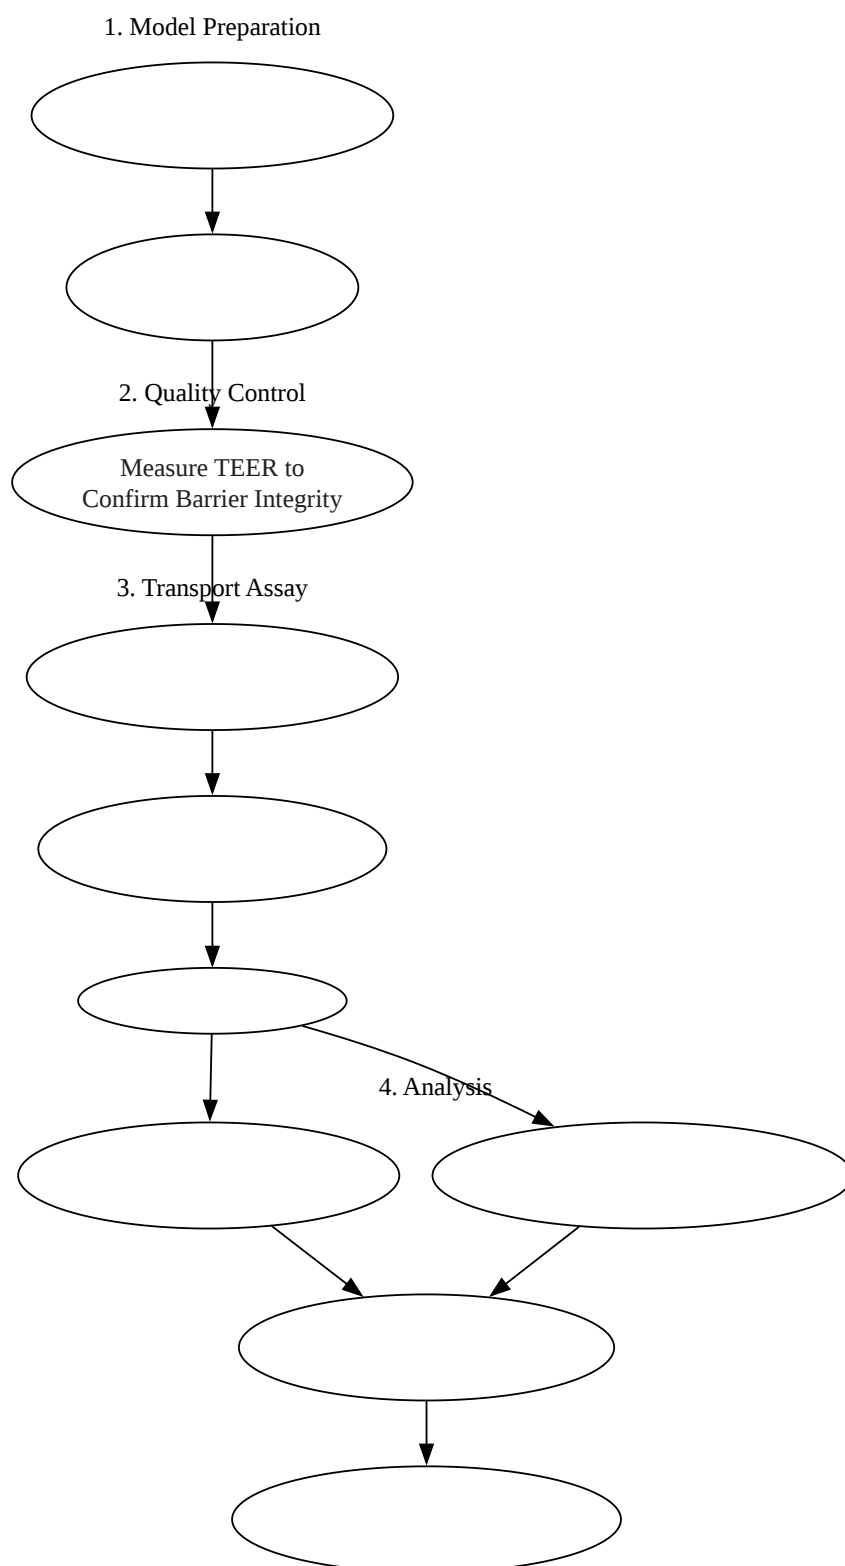 1. Model Preparation
2. Quality Control
Measure TEER to
Confirm Barrier Integrity
3. Transport Assay
4. Analysis